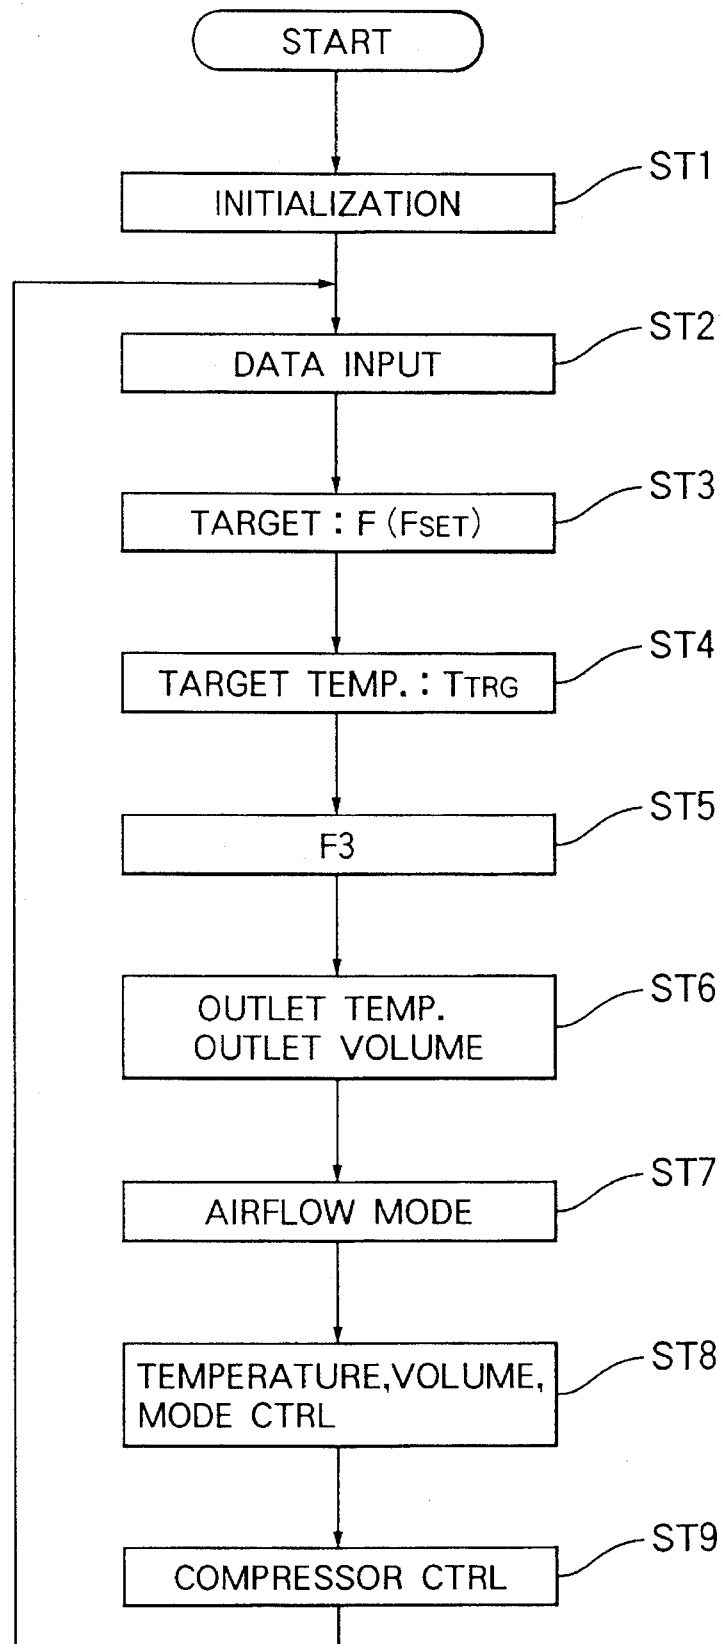 START
ST1
INITIALIZATION
ST2
DATA INPUT
ST3
TARGET : F (FSET)
ST4
TARGET TEMP. : TTRG
ST5
F3
ST6
OUTLET TEMP.
OUTLET VOLUME
ST7
AIRFLOW MODE
ST8
TEMPERATURE,VOLUME,
MODE CTRL
ST9
COMPRESSOR CTRL